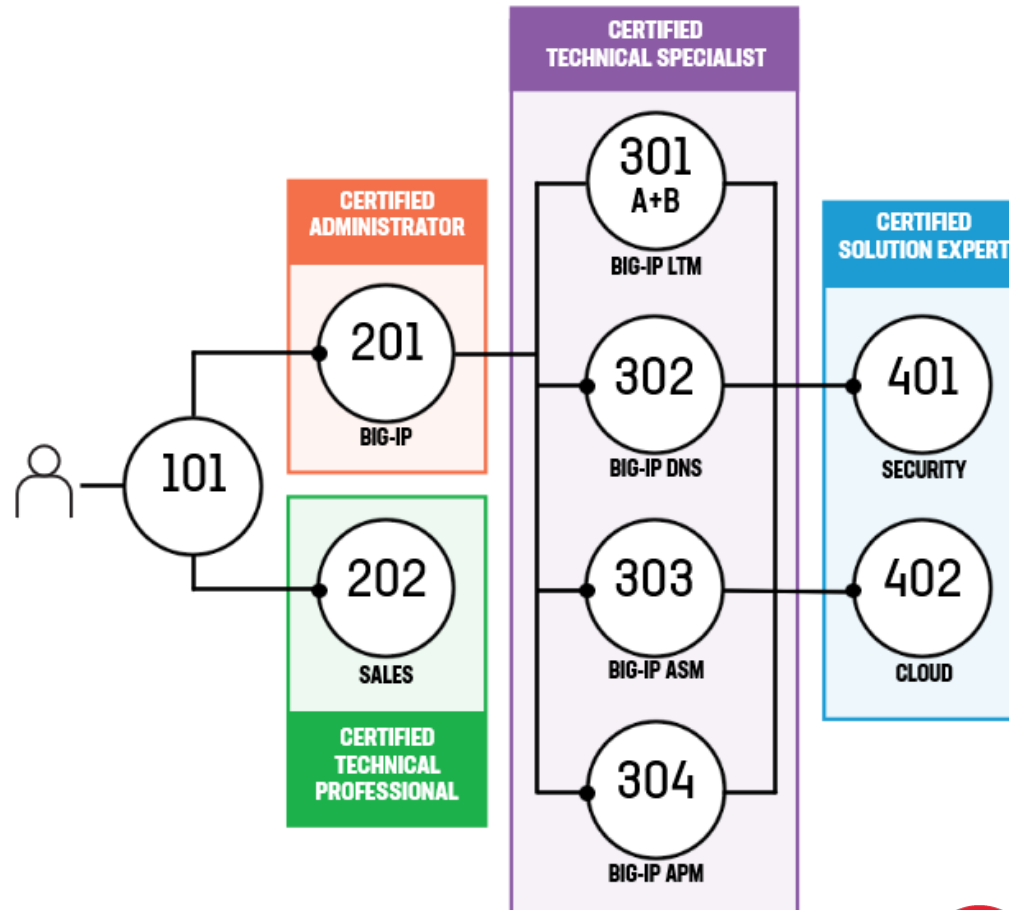 CERTIFIED
TECHNICAL SPECIALIST
301
A+B
BIG-IP LTM
302
BIG-IP DNS
303
BIG-IP ASM
304
BIG-IP APM
CERTIFIED
ADMINISTRATOR
201
BIG-IP
101
202
SALES
CERTIFIED
TECHNICAL
PROFESSIONAL
CERTIFIED
SOLUTION EXPERT
401
SECURITY
402
CLOUD